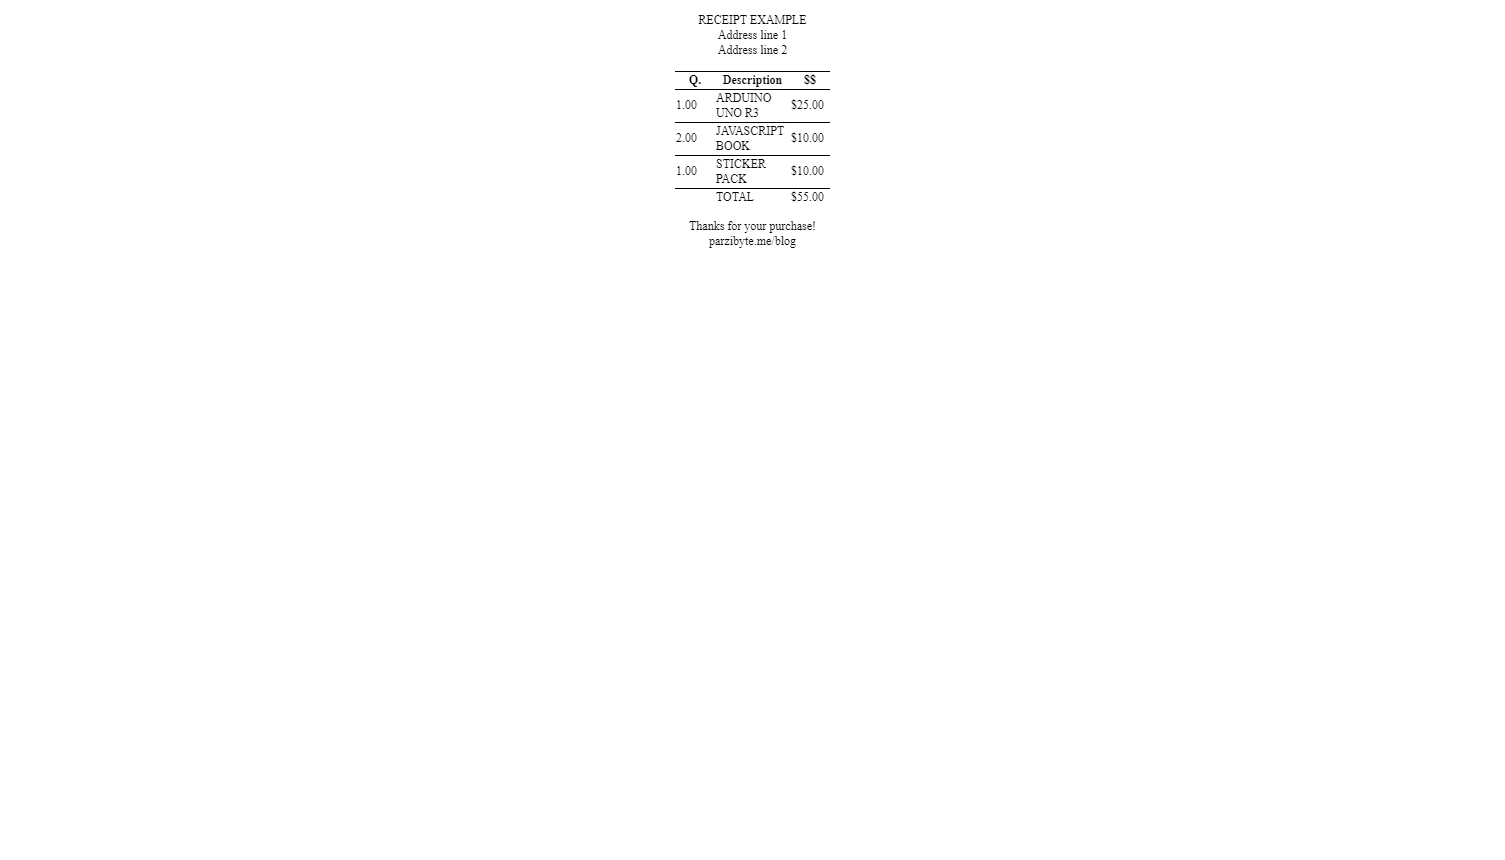 RECEIPT EXAMPLE
Address line 1
Address line 2
Q. Description $$
1.00 ARDUINO UNO R3 $25.00
2.00 JAVASCRIPT BOOK $10.00
1.00 STICKER PACK $10.00
TOTAL $55.00
Thanks for your purchase!
parzibyte.me/blog